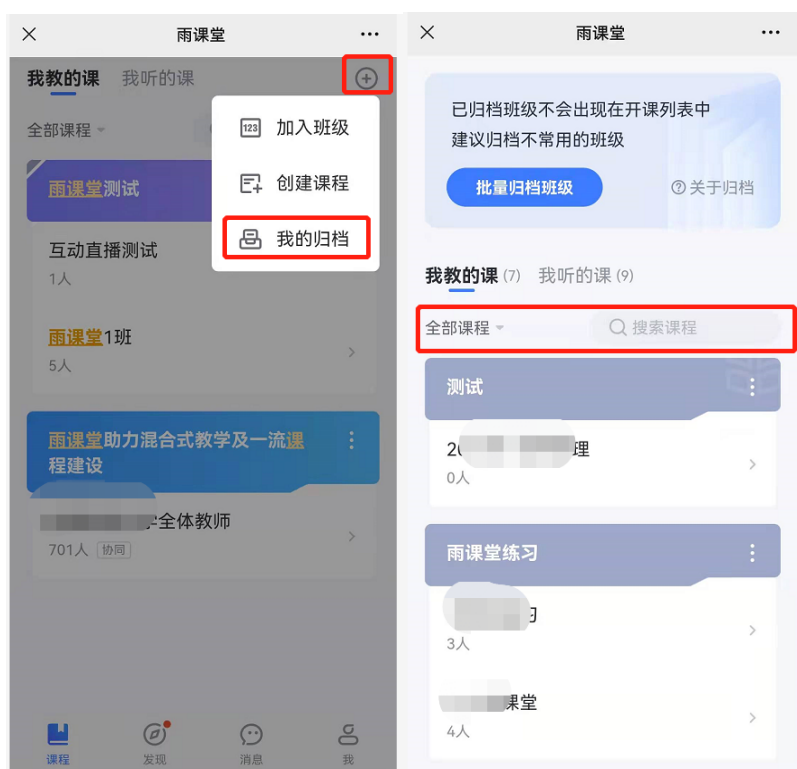 雨课堂
我教的课 我听的课
全部课程
加入班级
创建课程
我的归档
雨课堂测试
互动直播测试
1人
雨课堂1班
5人
雨课堂助力混合式教学及一流课
程建设
全体教师
701人 协同
课程 发现 消息 我
雨课堂
已归档班级不会出现在开课列表中
建议归档不常用的班级
批量归档班级 关于归档
我教的课 (7) 我听的课 (9)
全部课程 搜索课程
测试
理
0人
雨课堂练习
3人
课堂
4人